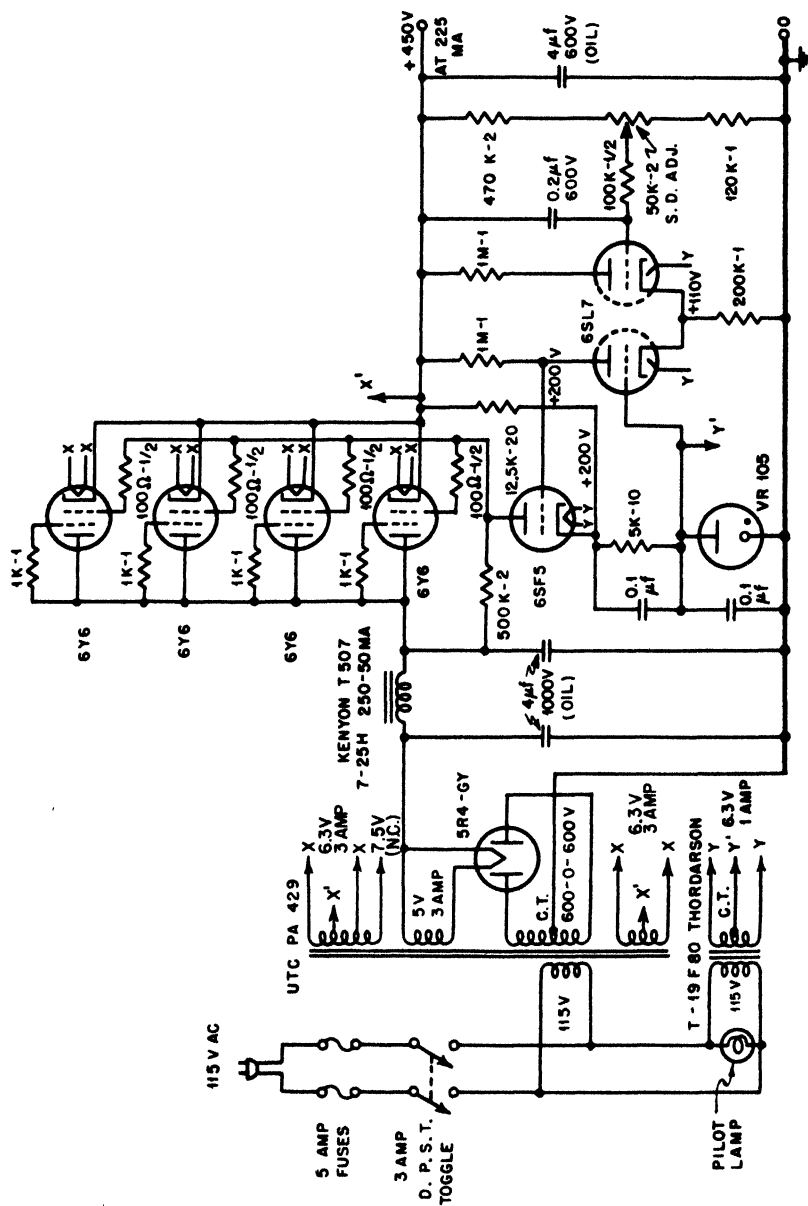 115V AC
5 AMP
FUSES
3 AMP
D. P. S. T.
TOGGLE
PILOT
LAMP
UTC PA 429
X
6.3V
3 AMP
X'
X
7.5V
(N.C.)
5V
3 AMP
5R4-GY
C.T.
600-0-600V
115V
X
6.3V
3 AMP
X'
X
T-19F80 THORDARSON
115V
Y
C.T.
Y'
6.3V
1 AMP
Y
KENYON T507
7-25H 250-50MA
4µf
1000V
(OIL)
1K-1
6Y6
X
X
100Ω-1/2
1K-1
6Y6
X
X
100Ω-1/2
1K-1
6Y6
X
X
100Ω-1/2
1K-1
6Y6
X
X
100Ω-1/2
500K-2
6SF5
12.5K-20
X'
+200V
Y
Y
+200V
5K-10
0.1
µf
0.1
µf
VR 105
Y'
1M-1
1M-1
6SL7
Y
Y
+110V
200K-1
0.2µf
600V
470K-2
100K-1/2
50K-2
S.D. ADJ.
120K-1
+450V
AT 225
MA
4µf
600V
(OIL)